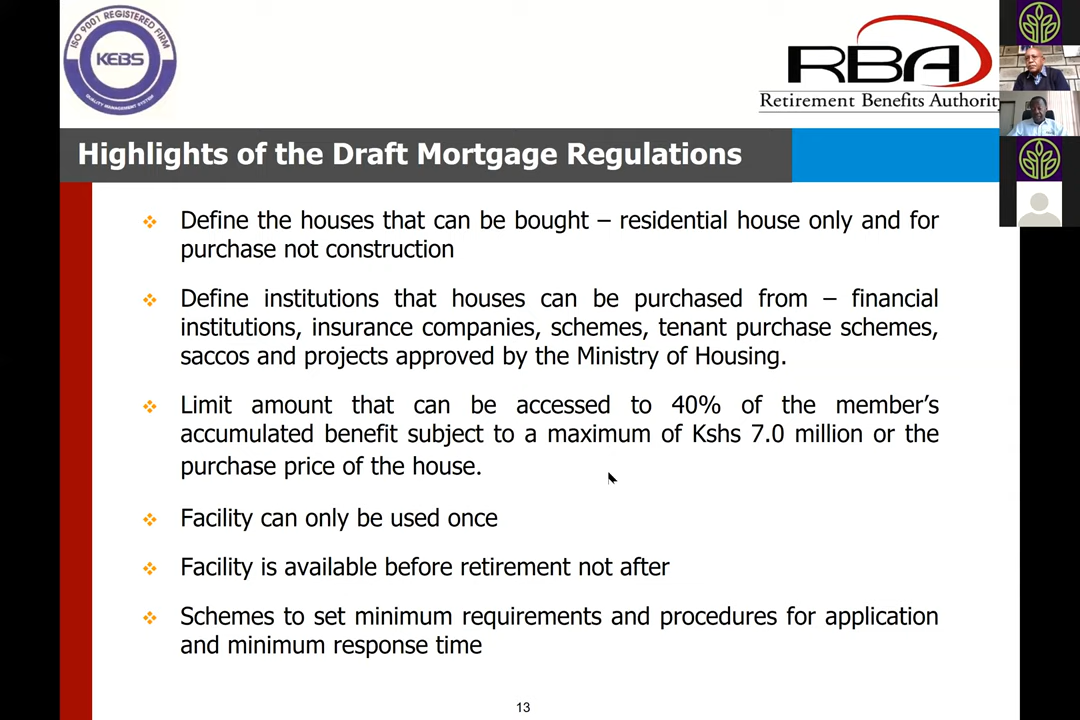 ISO 9001 REGISTERED FIRM
KEBS
QUALITY MANAGEMENT SYSTEM
RBA
Retirement Benefits Authority
Highlights of the Draft Mortgage Regulations
❖ Define the houses that can be bought – residential house only and for
purchase not construction
❖ Define institutions that houses can be purchased from – financial
institutions, insurance companies, schemes, tenant purchase schemes,
saccos and projects approved by the Ministry of Housing.
❖ Limit amount that can be accessed to 40% of the member’s
accumulated benefit subject to a maximum of Kshs 7.0 million or the
purchase price of the house.
❖ Facility can only be used once
❖ Facility is available before retirement not after
❖ Schemes to set minimum requirements and procedures for application
and minimum response time
13